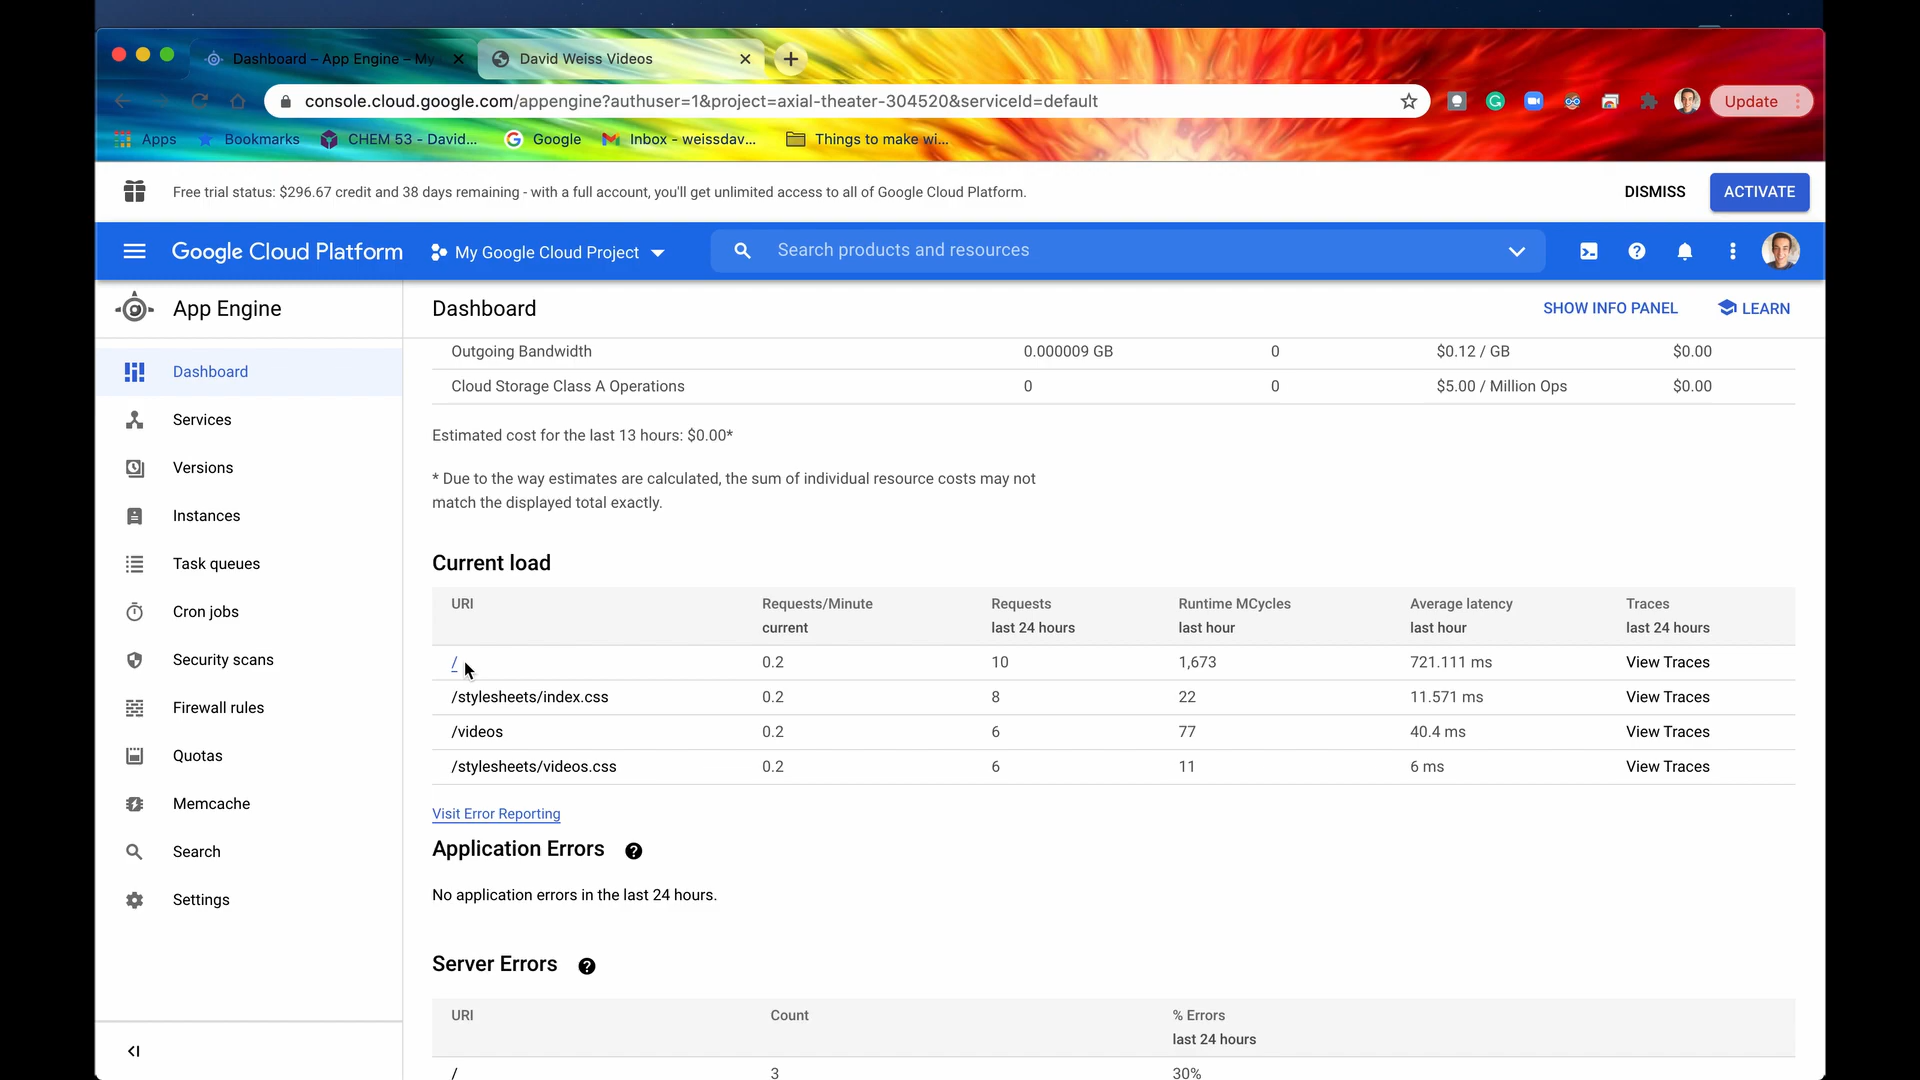 Dashboard – App Engine – My
David Weiss Videos
console.cloud.google.com/appengine?authuser=1&project=axial-theater-304520&serviceId=default
Update
Apps
Bookmarks
CHEM 53 - David...
Google
Inbox - weissdav...
Things to make wi...
Free trial status: $296.67 credit and 38 days remaining - with a full account, you'll get unlimited access to all of Google Cloud Platform.
DISMISS
ACTIVATE
Google Cloud Platform
My Google Cloud Project
Search products and resources
App Engine
Dashboard
SHOW INFO PANEL
LEARN
Dashboard
Services
Versions
Instances
Task queues
Cron jobs
Security scans
Firewall rules
Quotas
Memcache
Search
Settings
Outgoing Bandwidth 0.000009 GB 0 $0.12 / GB $0.00
Cloud Storage Class A Operations 0 0 $5.00 / Million Ops $0.00
Estimated cost for the last 13 hours: $0.00*
* Due to the way estimates are calculated, the sum of individual resource costs may not
match the displayed total exactly.
Current load
URI Requests/Minute Requests Runtime MCycles Average latency Traces
current last 24 hours last hour last hour last 24 hours
/ 0.2 10 1,673 721.111 ms View Traces
/stylesheets/index.css 0.2 8 22 11.571 ms View Traces
/videos 0.2 6 77 40.4 ms View Traces
/stylesheets/videos.css 0.2 6 11 6 ms View Traces
Visit Error Reporting
Application Errors
No application errors in the last 24 hours.
Server Errors
URI Count % Errors
last 24 hours
/ 3 30%